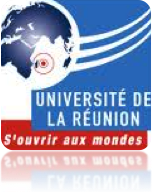 UNIVERSITÉ DE
LA RÉUNION
S'ouvrir aux mondes